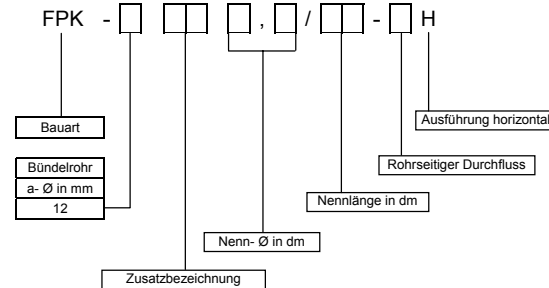 FPK - , / - H
Bauart
Ausführung horizontal
Bündelrohr
a- Ø in mm
12
Rohrseitiger Durchfluss
Nennlänge in dm
Nenn- Ø in dm
Zusatzbezeichnung